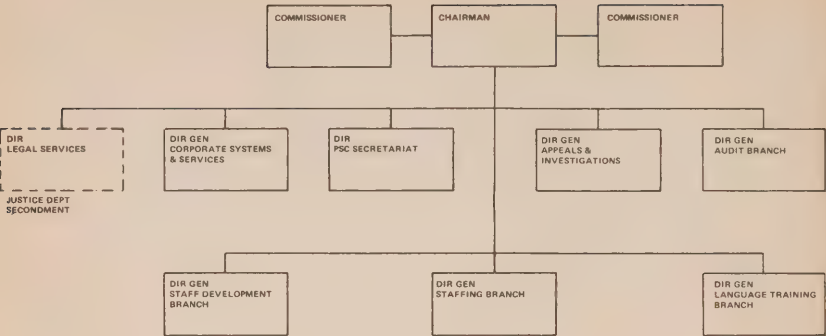 COMMISSIONER
CHAIRMAN
COMMISSIONER
DIR
LEGAL SERVICES
JUSTICE DEPT
SECONDMENT
DIR GEN
CORPORATE SYSTEMS
& SERVICES
DIR
PSC SECRETARIAT
DIR GEN
APPEALS &
INVESTIGATIONS
DIR GEN
AUDIT BRANCH
DIR GEN
STAFF DEVELOPMENT
BRANCH
DIR GEN
STAFFING BRANCH
DIR GEN
LANGUAGE TRAINING
BRANCH